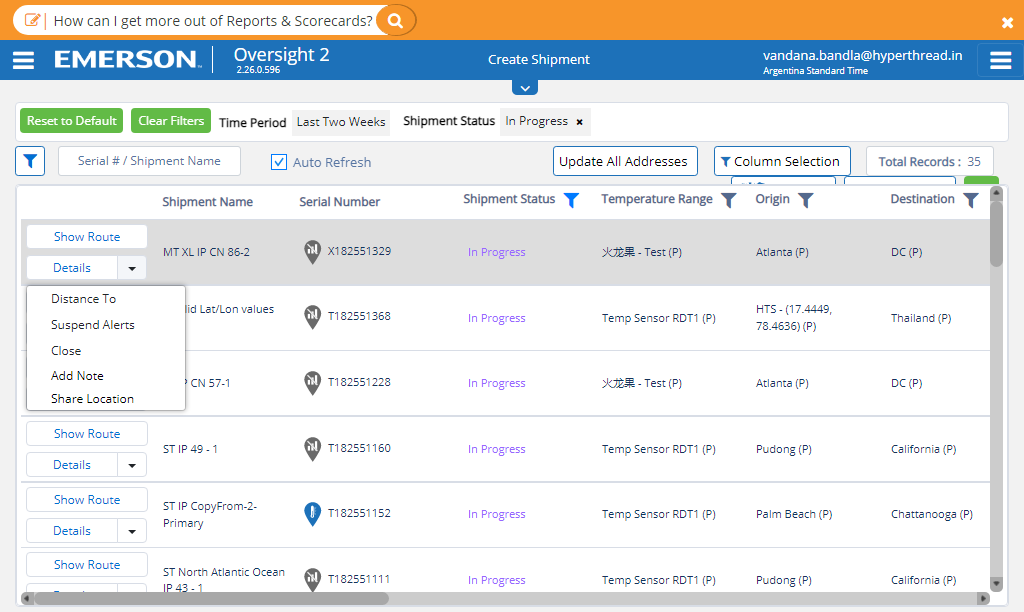 How can I get more out of Reports & Scorecards?
EMERSON
Oversight 2
2.26.0.596
Create Shipment
vandana.bandla@hyperthread.in
Argentina Standard Time
Reset to Default
Clear Filters
Time Period
Last Two Weeks
Shipment Status
In Progress ×
Serial # / Shipment Name
Auto Refresh
Update All Addresses
Column Selection
Total Records : 35
Shipment Name
Serial Number
Shipment Status
Temperature Range
Origin
Destination
Show Route
Details
MT XL IP CN 86-2
X182551329
In Progress
火龙果 - Test (P)
Atlanta (P)
DC (P)
Distance To
Suspend Alerts
Close
Add Note
Share Location
Lat/Lon values
T182551368
In Progress
Temp Sensor RDT1 (P)
HTS - (17.4449,
78.4636) (P)
Thailand (P)
CN 57-1
T182551228
In Progress
火龙果 - Test (P)
Atlanta (P)
DC (P)
Show Route
Details
ST IP 49 - 1
T182551160
In Progress
Temp Sensor RDT1 (P)
Pudong (P)
California (P)
Show Route
Details
ST IP CopyFrom-2-
Primary
T182551152
In Progress
Temp Sensor RDT1 (P)
Palm Beach (P)
Chattanooga (P)
Show Route
ST North Atlantic Ocean
IP 43 - 1
T182551111
In Progress
Temp Sensor RDT1 (P)
Pudong (P)
California (P)